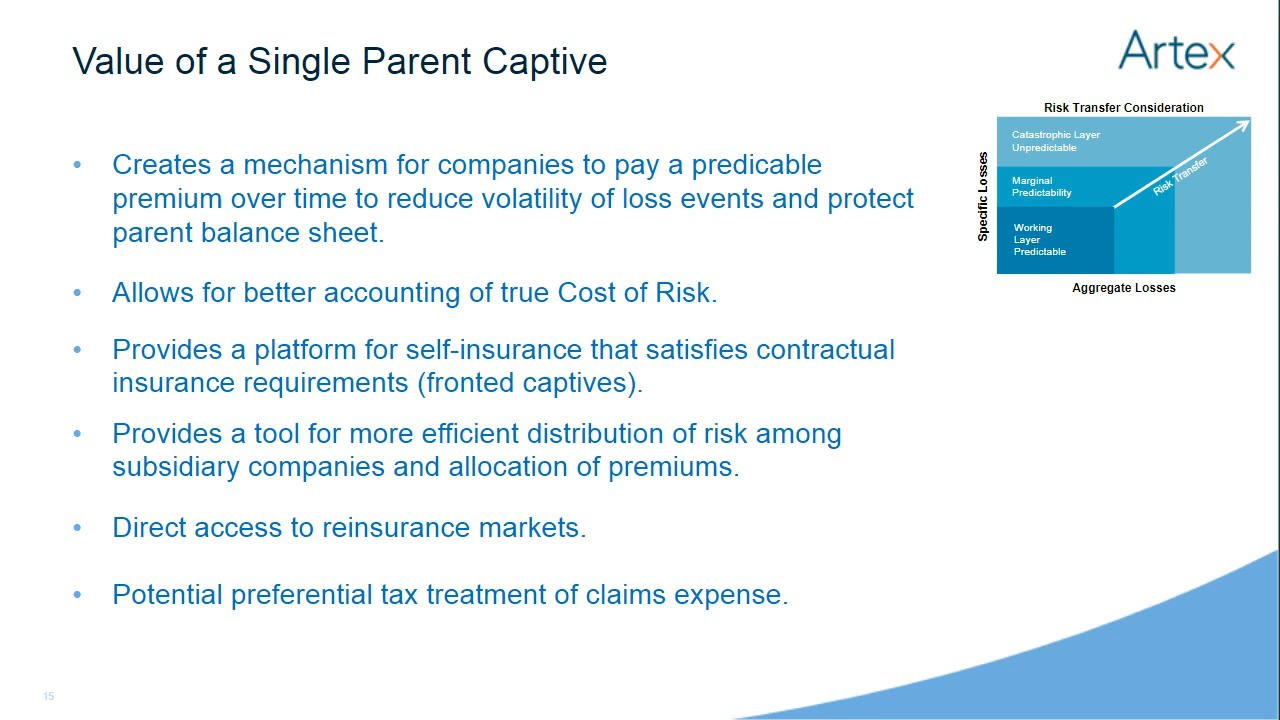 Value of a Single Parent Captive
Artex
Risk Transfer Consideration
Catastrophic Layer
Unpredictable
Marginal
Predictability
Working
Layer
Predictable
Risk Transfer
Specific Losses
Aggregate Losses
• Creates a mechanism for companies to pay a predicable
premium over time to reduce volatility of loss events and protect
parent balance sheet.
• Allows for better accounting of true Cost of Risk.
• Provides a platform for self-insurance that satisfies contractual
insurance requirements (fronted captives).
• Provides a tool for more efficient distribution of risk among
subsidiary companies and allocation of premiums.
• Direct access to reinsurance markets.
• Potential preferential tax treatment of claims expense.
15